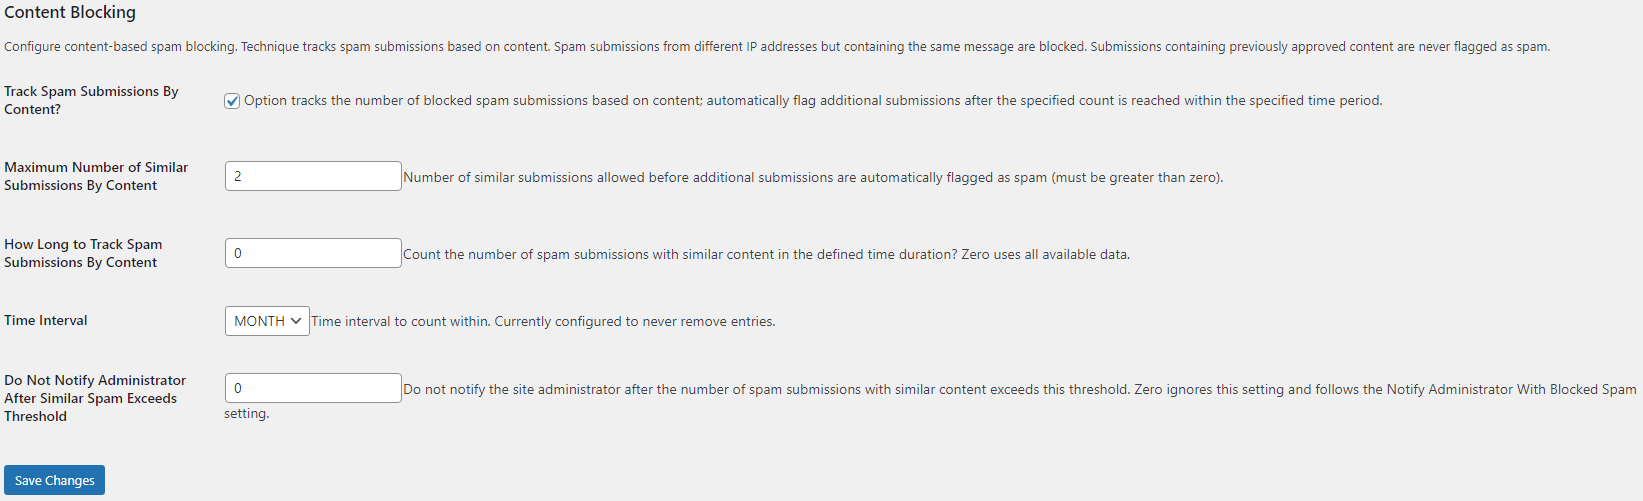 Content Blocking
Configure content-based spam blocking. Technique tracks spam submissions based on content. Spam submissions from different IP addresses but containing the same message are blocked. Submissions containing previously approved content are never flagged as spam.
Track Spam Submissions By
Content?
Option tracks the number of blocked spam submissions based on content; automatically flag additional submissions after the specified count is reached within the specified time period.
Maximum Number of Similar
Submissions By Content
2
Number of similar submissions allowed before additional submissions are automatically flagged as spam (must be greater than zero).
How Long to Track Spam
Submissions By Content
0
Count the number of spam submissions with similar content in the defined time duration? Zero uses all available data.
Time Interval
MONTH
Time interval to count within. Currently configured to never remove entries.
Do Not Notify Administrator
After Similar Spam Exceeds
Threshold
0
Do not notify the site administrator after the number of spam submissions with similar content exceeds this threshold. Zero ignores this setting and follows the Notify Administrator With Blocked Spam
setting.
Save Changes